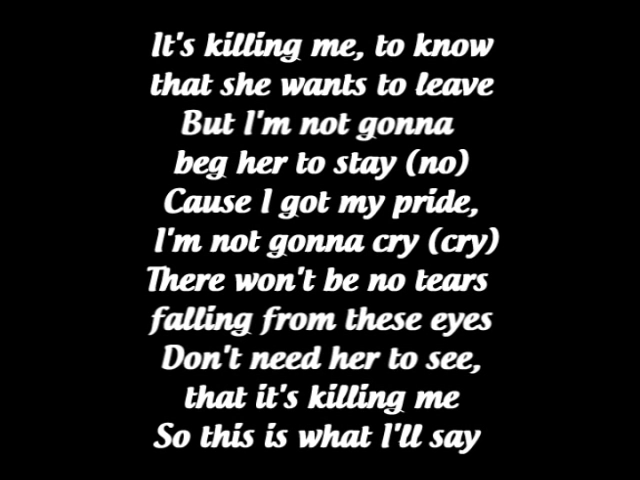 It's killing me, to know
that she wants to leave
But I'm not gonna
beg her to stay (no)
Cause I got my pride,
I'm not gonna cry (cry)
There won't be no tears
falling from these eyes
Don't need her to see,
that it's killing me
So this is what I'll say